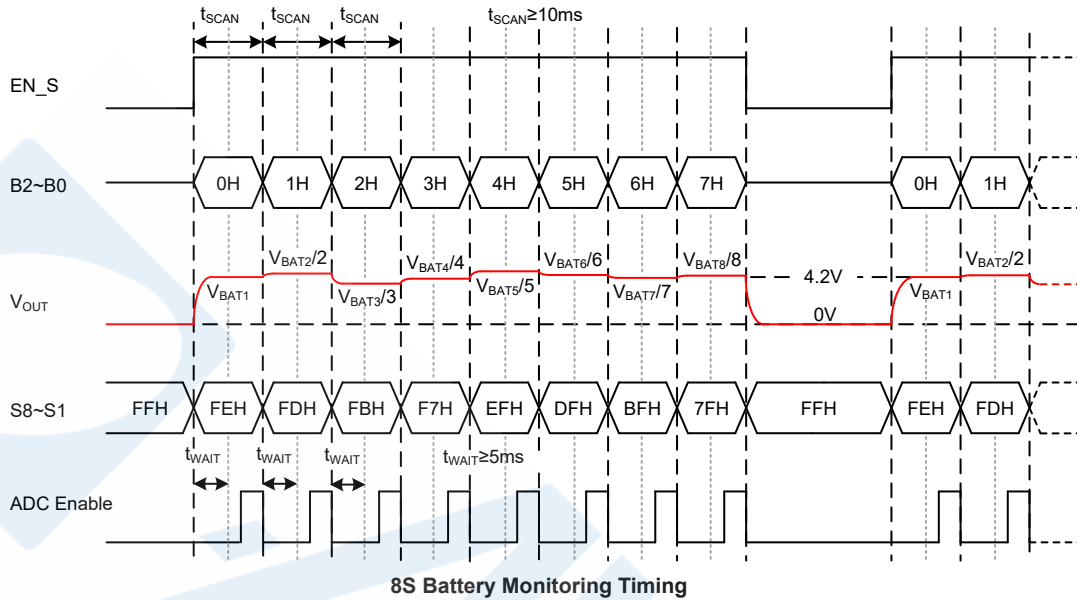 tSCAN tSCAN tSCAN tSCAN≥10ms
EN_S
B2~B0 0H 1H 2H 3H 4H 5H 6H 7H 0H 1H
VOUT VBAT1 VBAT2/2 VBAT3/3 VBAT4/4 VBAT5/5 VBAT6/6 VBAT7/7 VBAT8/8 4.2V 0V VBAT1 VBAT2/2
S8~S1 FFH FEH FDH FBH F7H EFH DFH BFH 7FH FFH FEH FDH
tWAIT tWAIT tWAIT tWAIT≥5ms
ADC Enable
8S Battery Monitoring Timing